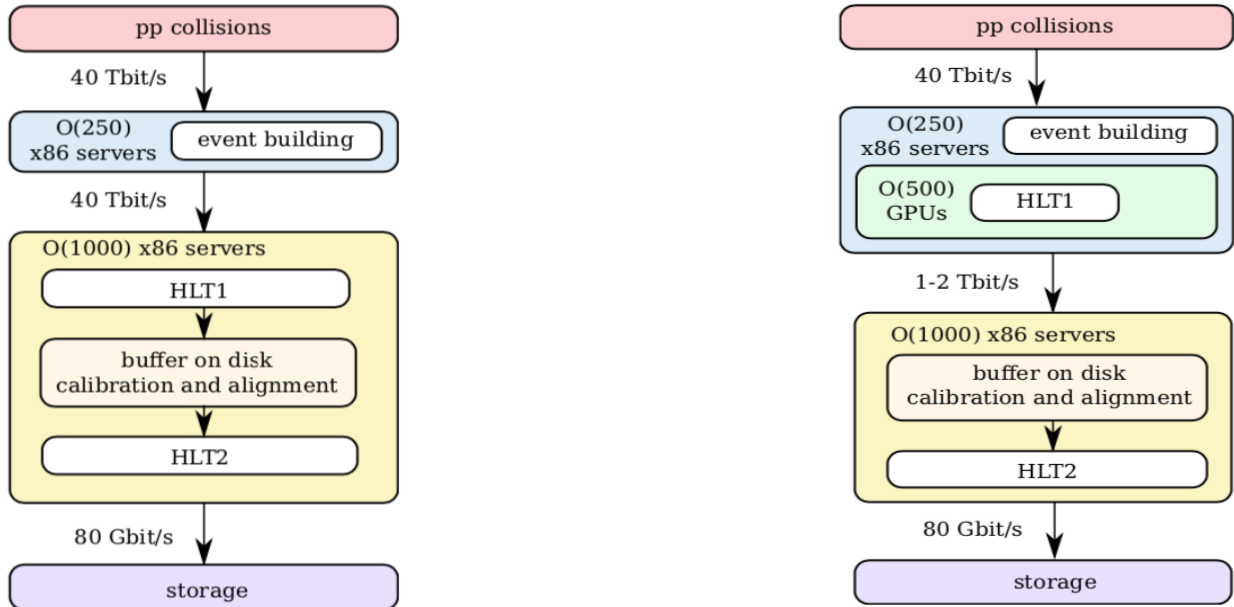 pp collisions
40 Tbit/s
O(250)
x86 servers
event building
40 Tbit/s
O(1000) x86 servers
HLT1
buffer on disk
calibration and alignment
HLT2
80 Gbit/s
storage
pp collisions
40 Tbit/s
O(250)
x86 servers
event building
O(500)
GPUs
HLT1
1-2 Tbit/s
O(1000) x86 servers
buffer on disk
calibration and alignment
HLT2
80 Gbit/s
storage